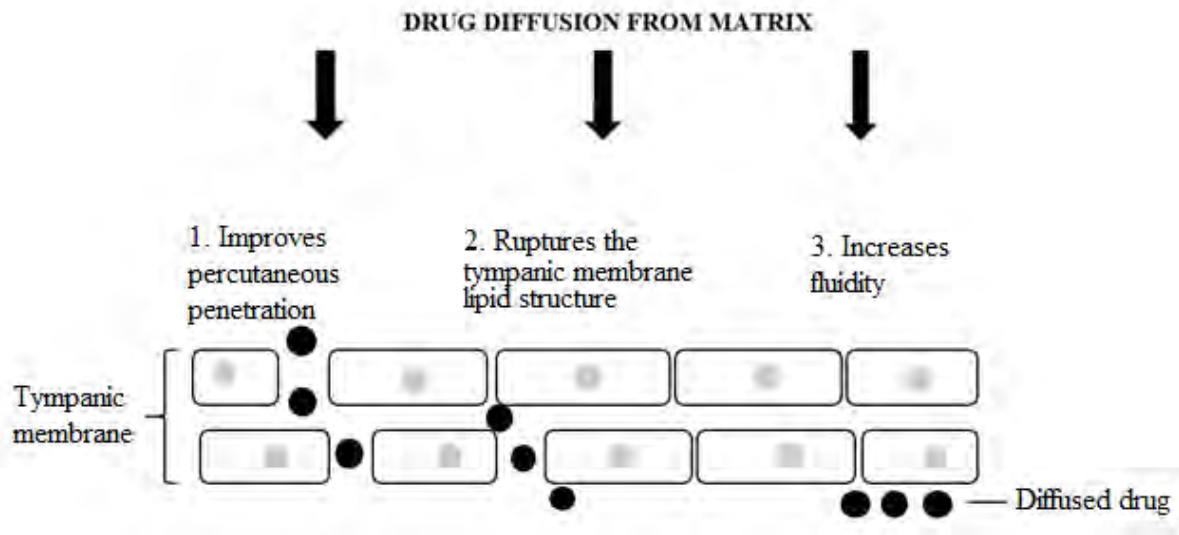 DRUG DIFFUSION FROM MATRIX
1. Improves
percutaneous
penetration
2. Ruptures the
tympanic membrane
lipid structure
3. Increases
fluidity
Tympanic
membrane
Diffused drug